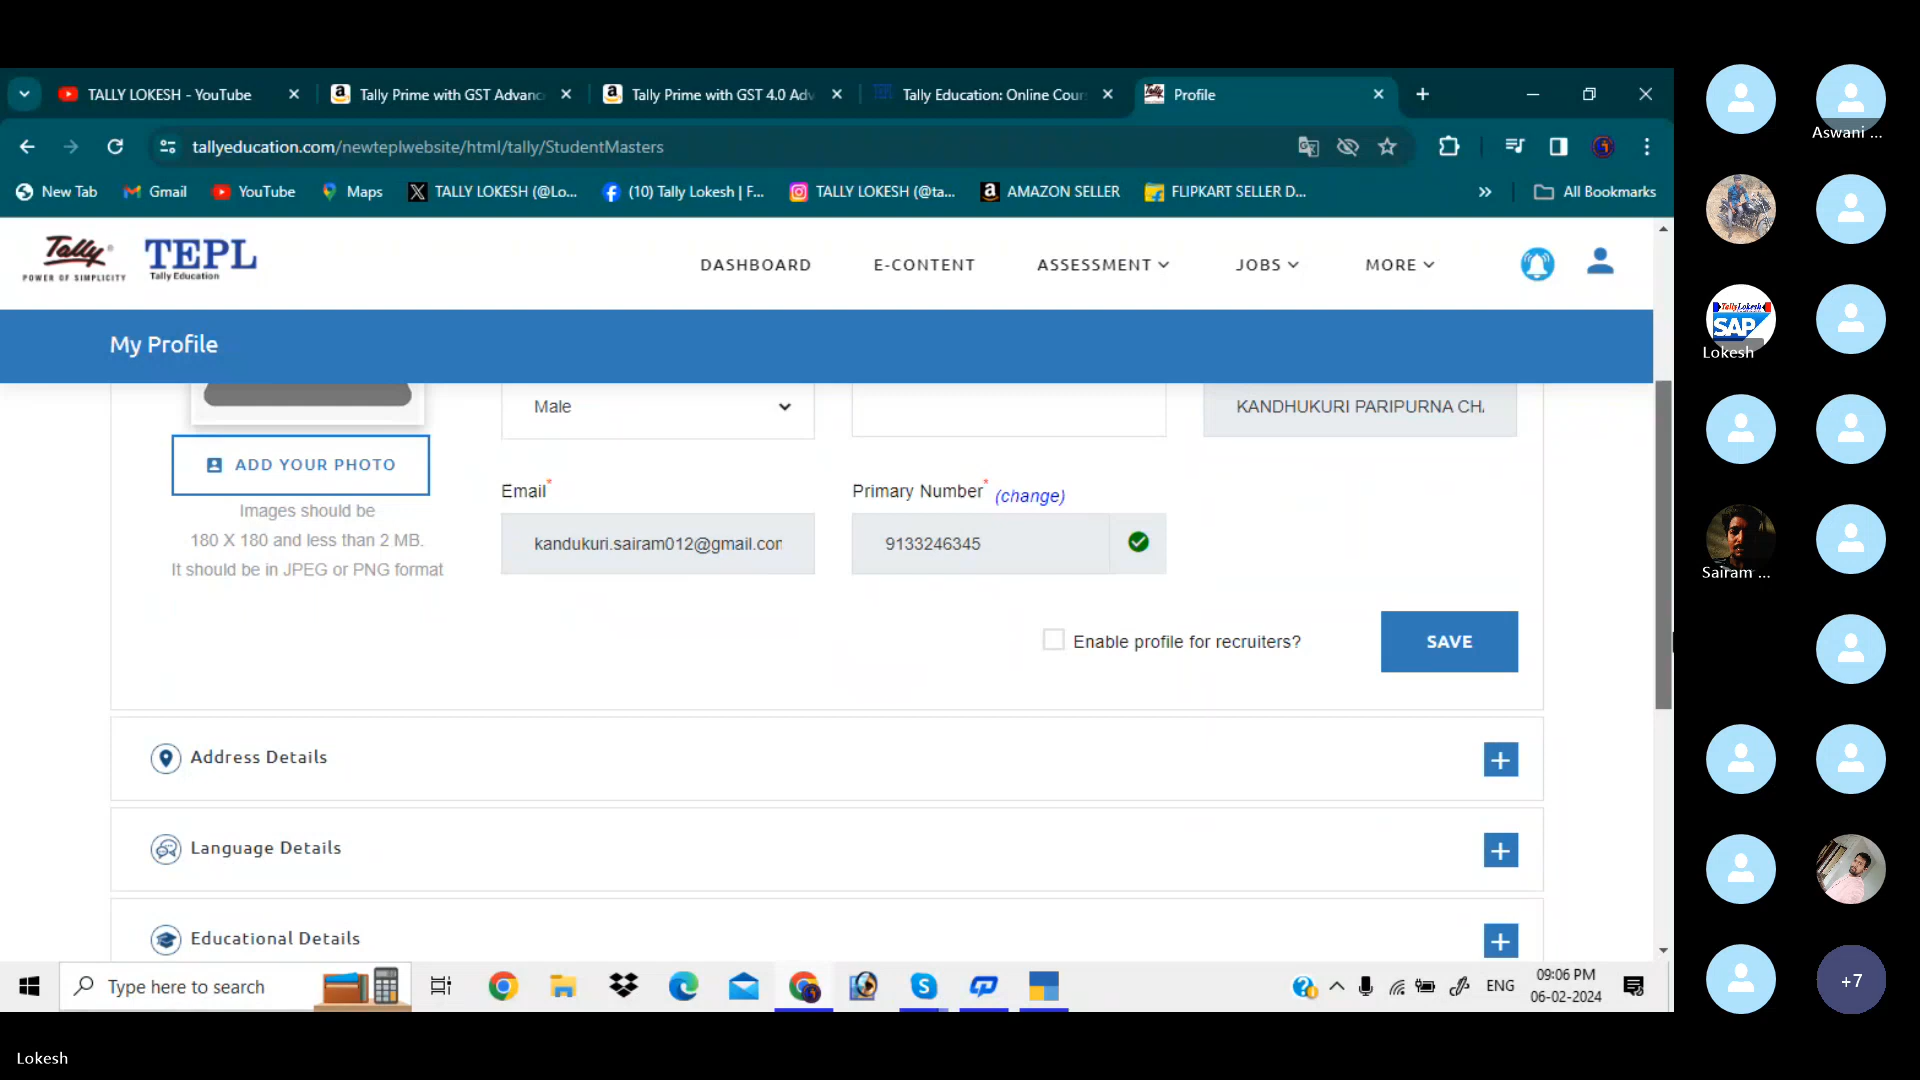 TALLY LOKESH - YouTube
Tally Prime with GST Advanc
Tally Prime with GST 4.0 Adv
Tally Education: Online Cour
Profile
tallyeducation.com/newteplwebsite/html/tally/StudentMasters
New Tab
Gmail
YouTube
Maps
TALLY LOKESH (@Lo...
(10) Tally Lokesh | F...
TALLY LOKESH (@ta...
AMAZON SELLER
FLIPKART SELLER D...
All Bookmarks
Tally
POWER OF SIMPLICITY
TEPL
Tally Education
DASHBOARD
E-CONTENT
ASSESSMENT
JOBS
MORE
My Profile
Male
KANDHUKURI PARIPURNA CH
ADD YOUR PHOTO
Images should be
180 X 180 and less than 2 MB.
It should be in JPEG or PNG format
Email*
Primary Number* (change)
kandukuri.sairam012@gmail.con
9133246345
Enable profile for recruiters?
SAVE
Address Details
Language Details
Educational Details
Type here to search
ENG
09:06 PM
06-02-2024
Aswani ...
Tally Lokesh
SAP
Lokesh
Sairam ...
+7
Lokesh